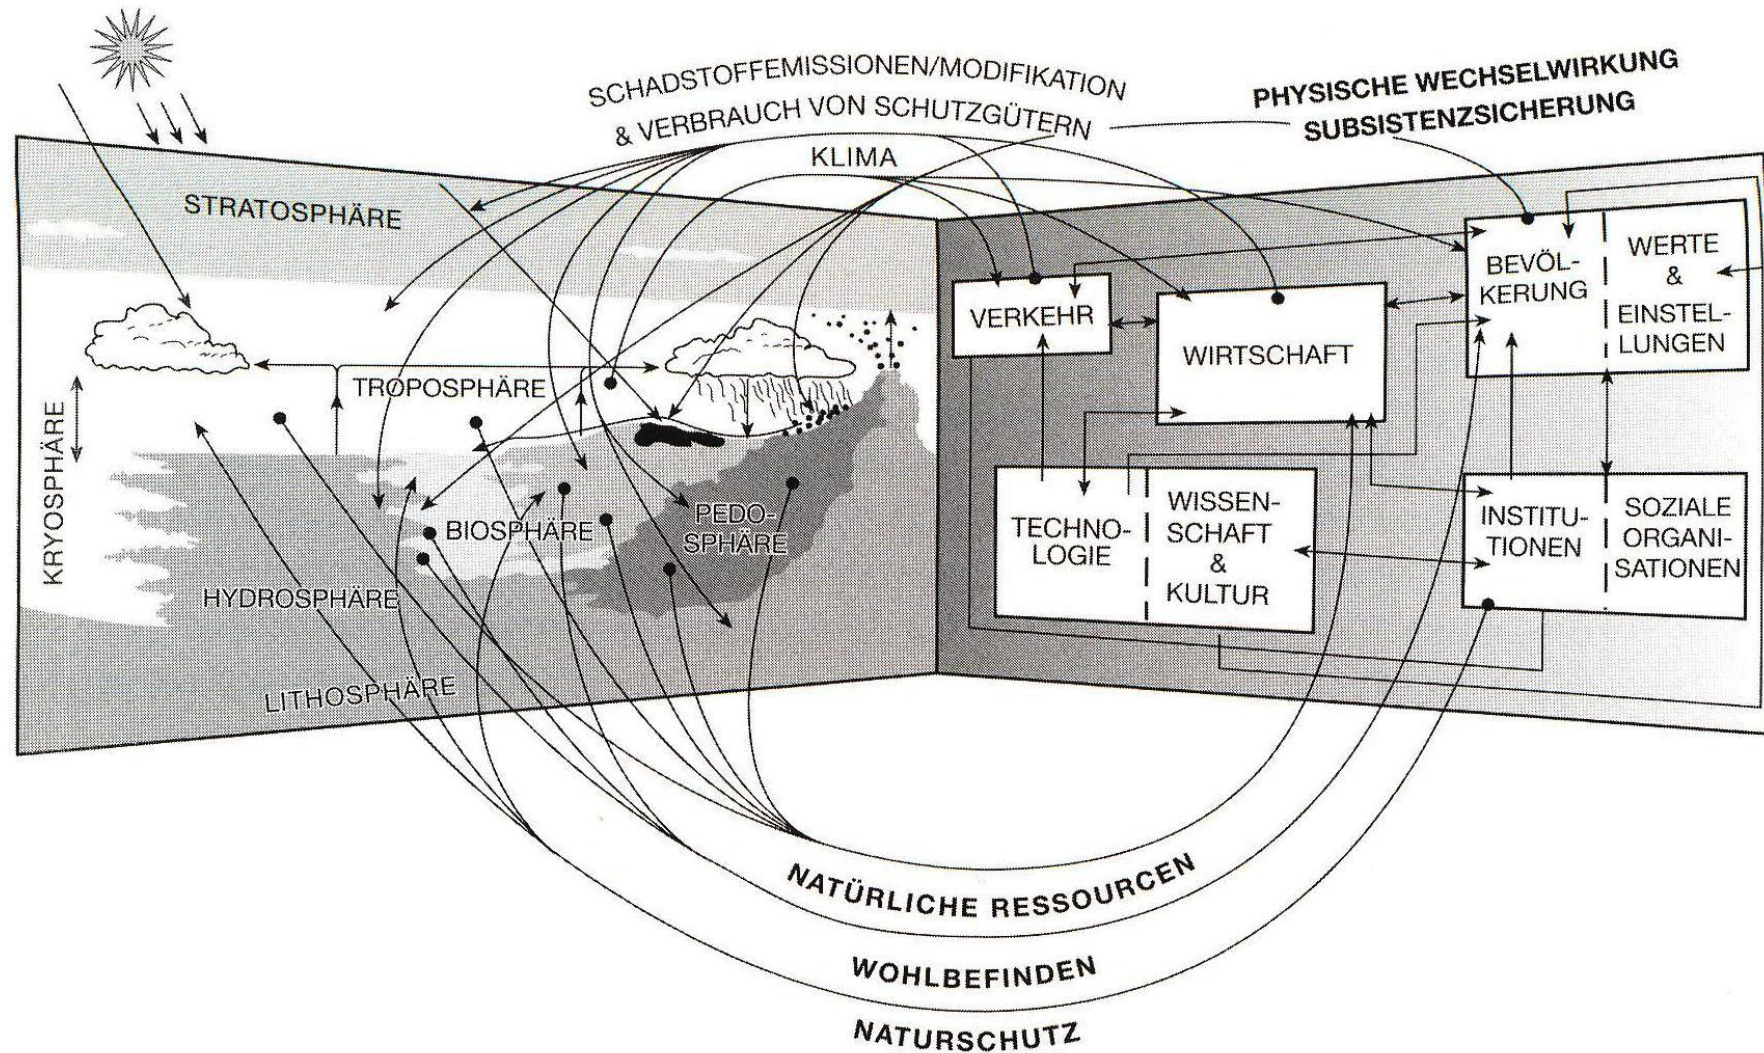 SCHADSTOFFEMISSIONEN/MODIFIKATION
& VERBRAUCH VON SCHUTZGÜTERN
KLIMA
PHYSISCHE WECHSELWIRKUNG
SUBSISTENZSICHERUNG
STRATOSPHÄRE
TROPOSPHÄRE
KRYOSPHÄRE
BIOSPHÄRE
PEDO-
SPHÄRE
HYDROSPHÄRE
LITHOSPHÄRE
VERKEHR
WIRTSCHAFT
BEVÖL-
KERUNG
WERTE
&
EINSTEL-
LUNGEN
TECHNO-
LOGIE
WISSEN-
SCHAFT
&
KULTUR
INSTITU-
TIONEN
SOZIALE
ORGANI-
SATIONEN
NATÜRLICHE RESSOURCEN
WOHLBEFINDEN
NATURSCHUTZ